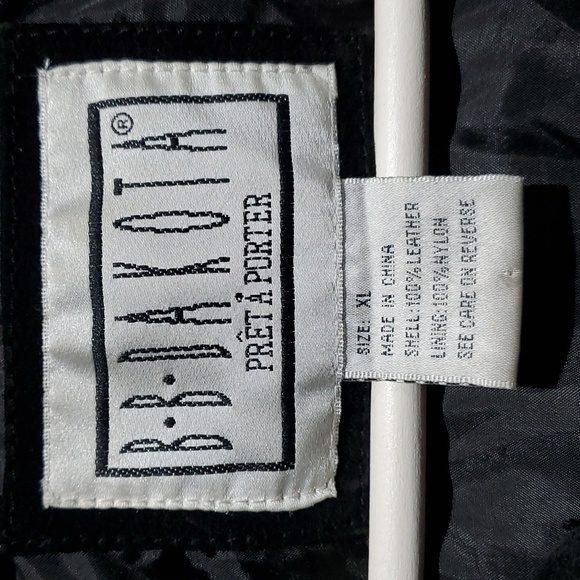 B·B·DAKOTA®
PRÊT À PORTER
SIZE: XL
MADE IN CHINA
SHELL:100%LEATHER
LINING:100%NYLON
SEE CARE ON REVERSE